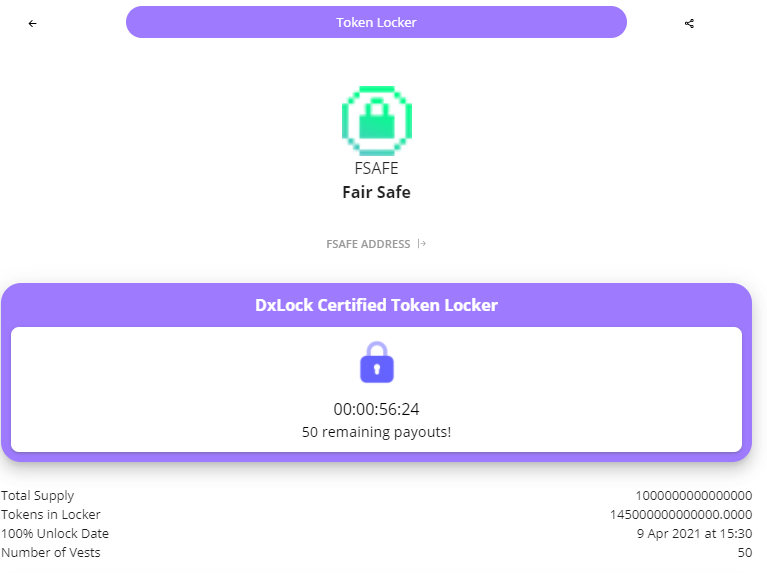 Token Locker
FSAFE
Fair Safe
FSAFE ADDRESS
DxLock Certified Token Locker
00:00:56:24
50 remaining payouts!
Total Supply 1000000000000000
Tokens in Locker 145000000000000.0000
100% Unlock Date 9 Apr 2021 at 15:30
Number of Vests 50